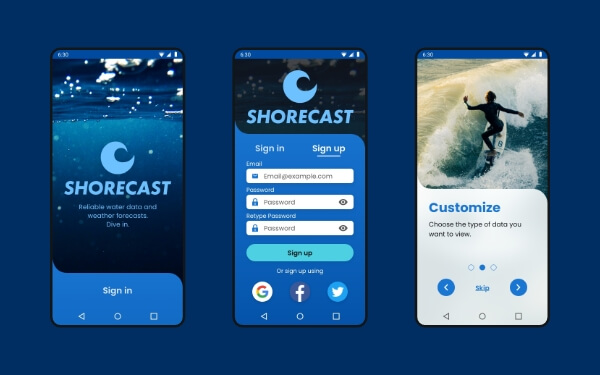 6:30
SHORECAST
Reliable water data and
weather forecasts.
Dive in.
Sign in
6:30
SHORECAST
Sign in Sign up
Email
Email@example.com
Password
Password
Retype Password
Password
Sign up
Or sign up using
6:30
Customize
Choose the type of data you
want to view.
Skip